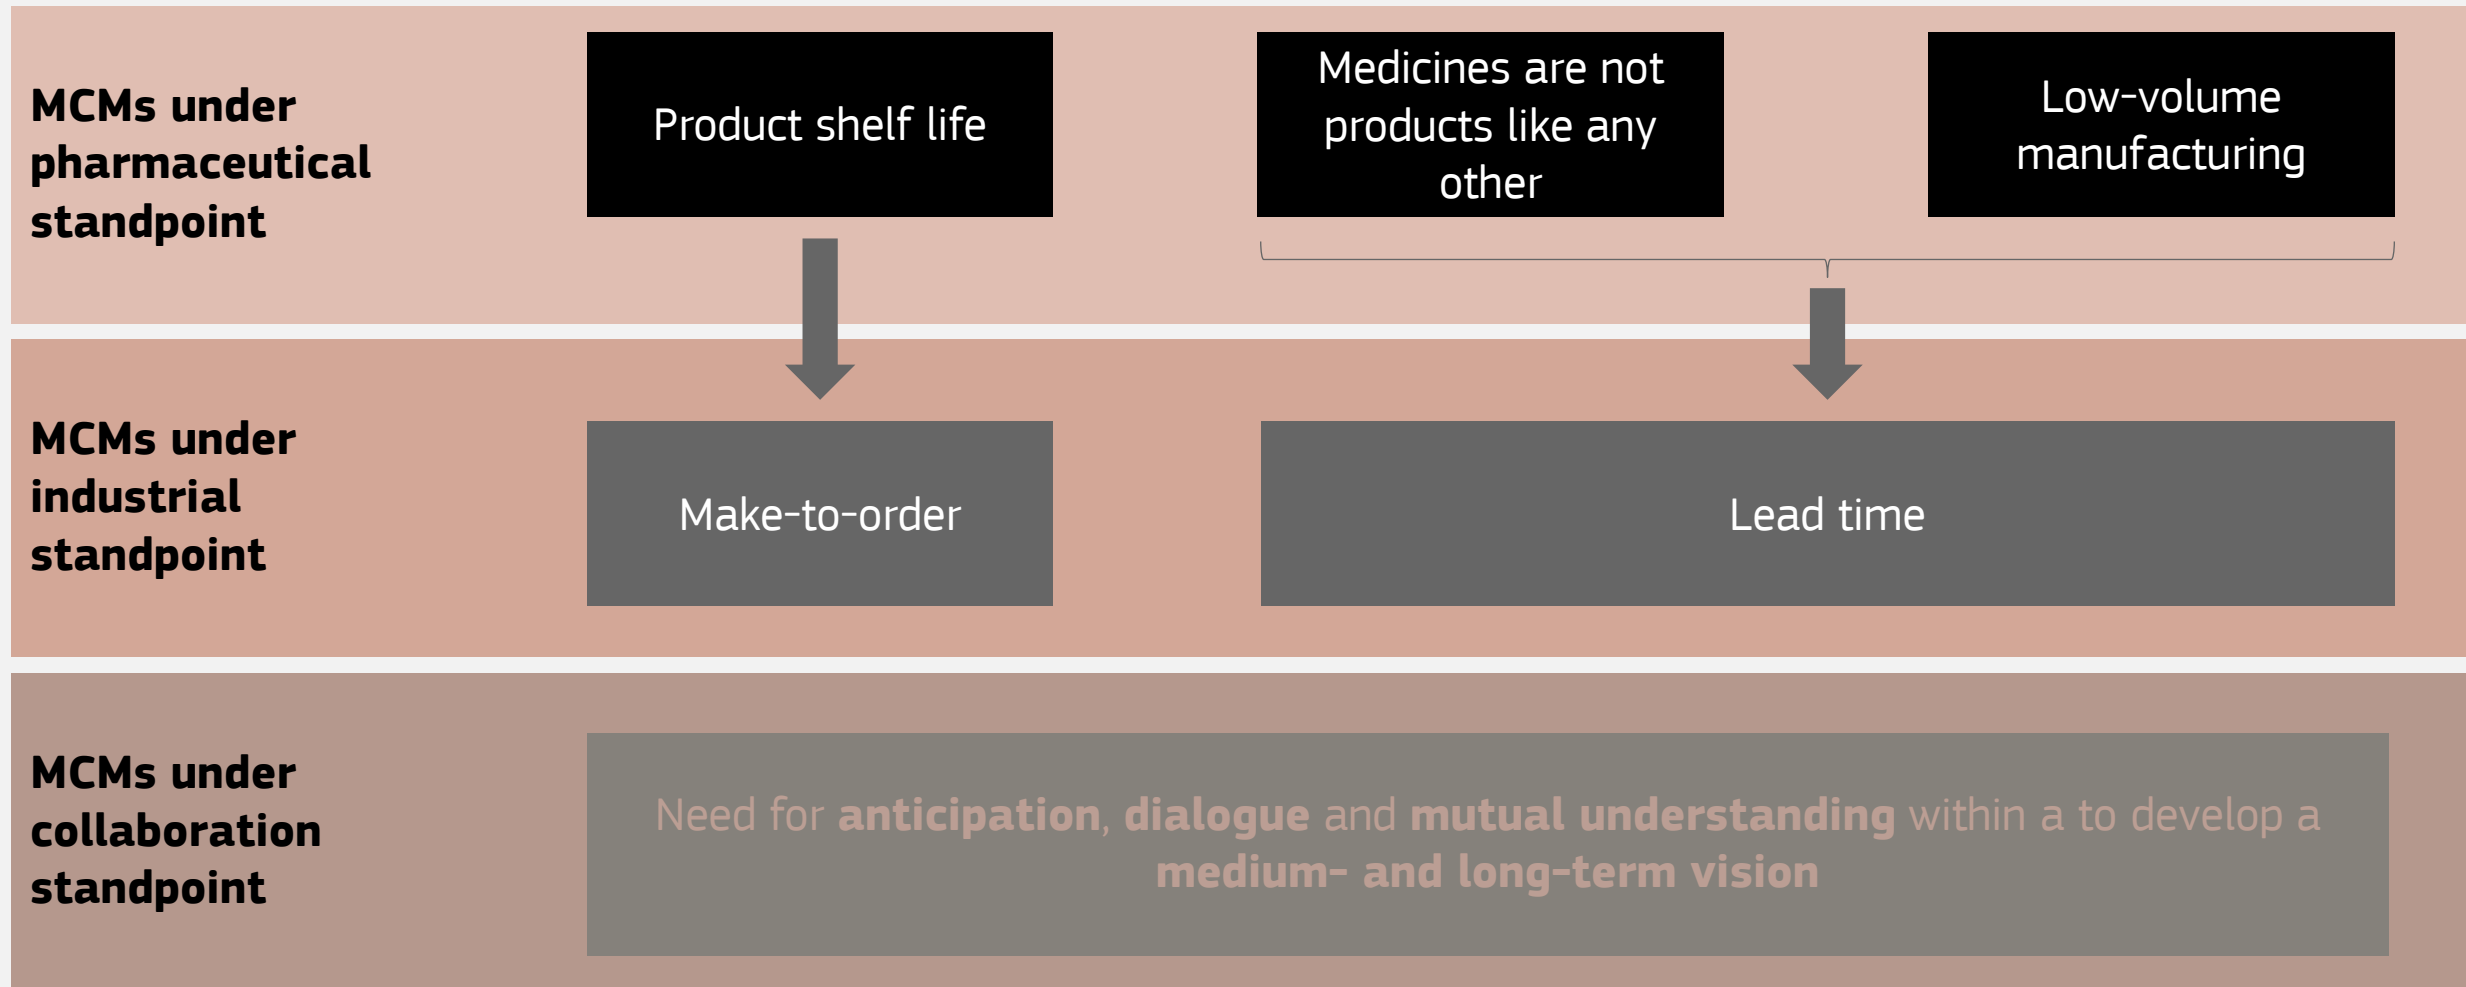 MCMs under
pharmaceutical
standpoint
Product shelf life
Medicines are not
products like any
other
Low-volume
manufacturing
MCMs under
industrial
standpoint
Make-to-order
Lead time
MCMs under
collaboration
standpoint
Need for anticipation, dialogue and mutual understanding within a to develop a
medium- and long-term vision